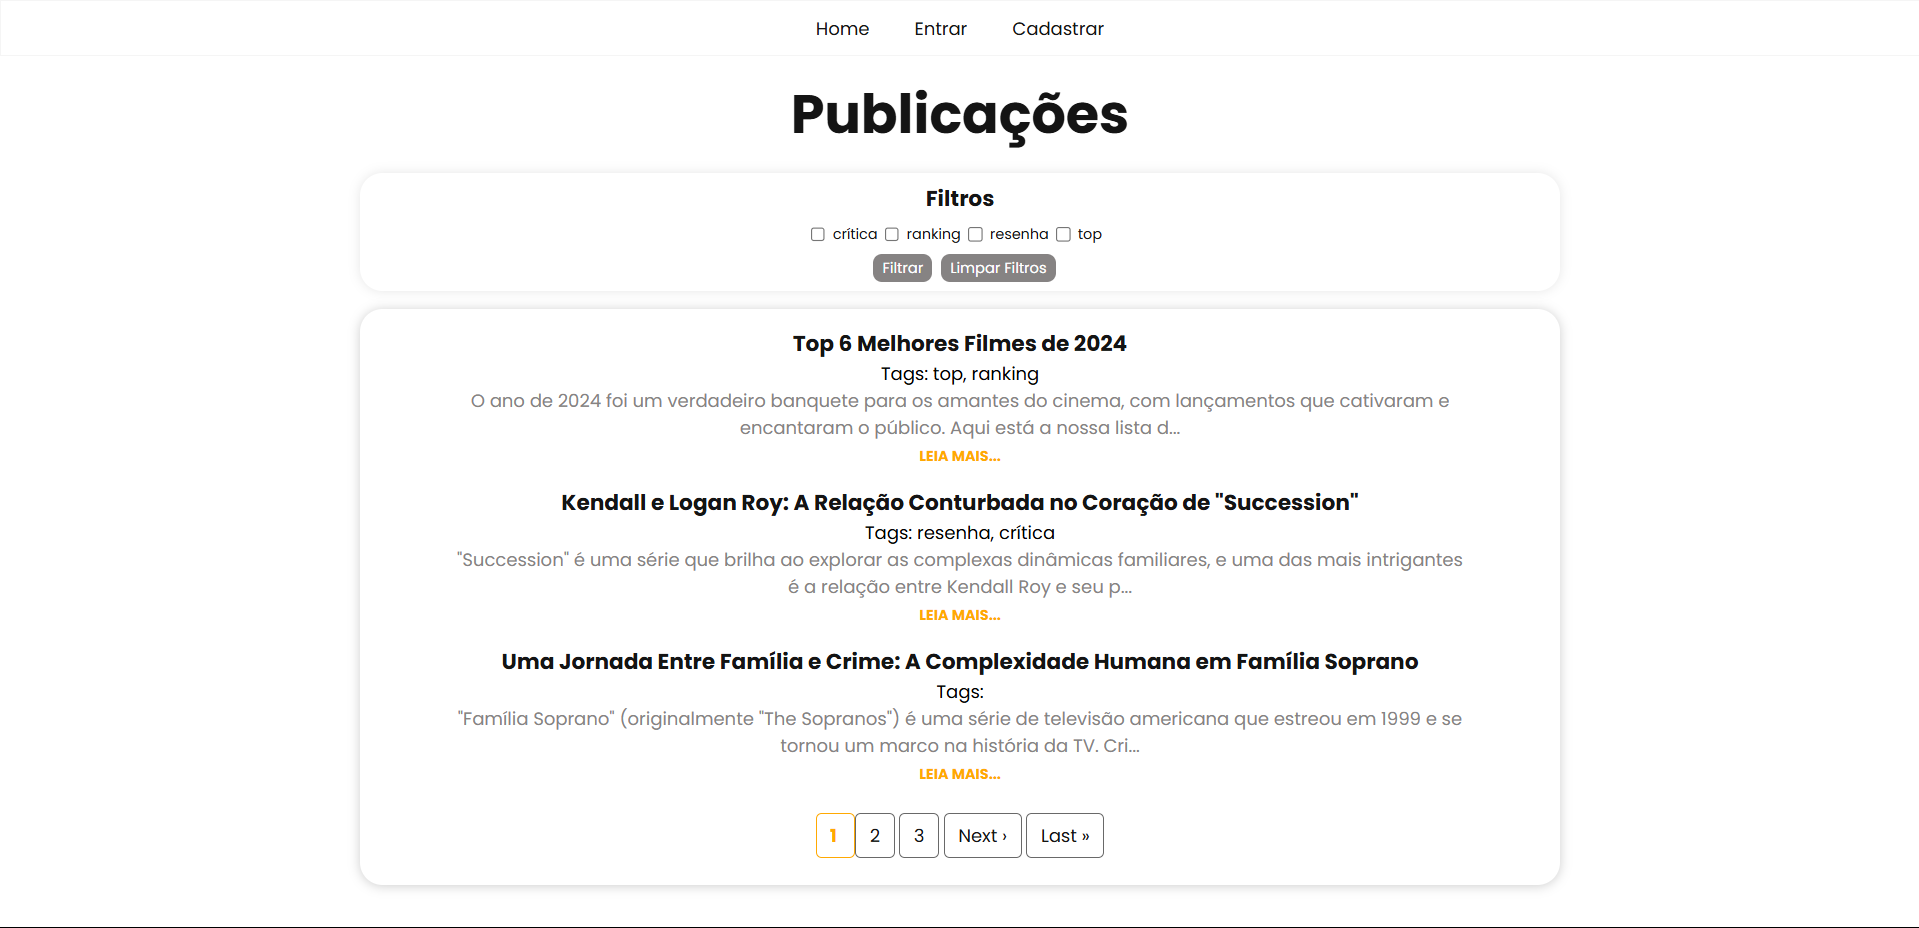 Home Entrar Cadastrar
Publicações
Filtros
crítica ranking resenha top
Filtrar Limpar Filtros
Top 6 Melhores Filmes de 2024
Tags: top, ranking
O ano de 2024 foi um verdadeiro banquete para os amantes do cinema, com lançamentos que cativaram e
encantaram o público. Aqui está a nossa lista d...
LEIA MAIS...
Kendall e Logan Roy: A Relação Conturbada no Coração de "Succession"
Tags: resenha, crítica
"Succession" é uma série que brilha ao explorar as complexas dinâmicas familiares, e uma das mais intrigantes
é a relação entre Kendall Roy e seu p...
LEIA MAIS...
Uma Jornada Entre Família e Crime: A Complexidade Humana em Família Soprano
Tags:
"Família Soprano" (originalmente "The Sopranos") é uma série de televisão americana que estreou em 1999 e se
tornou um marco na história da TV. Cri...
LEIA MAIS...
1 2 3 Next › Last »